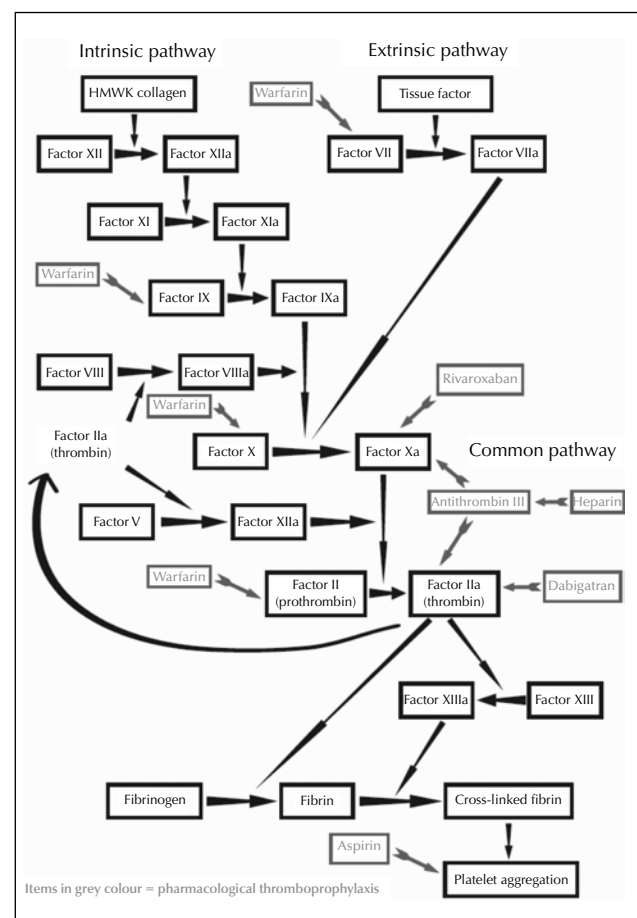 Intrinsic pathway
Extrinsic pathway
HMWK collagen
Warfarin
Tissue factor
Factor XII
Factor XIIa
Factor VII
Factor VIIa
Factor XI
Factor XIa
Warfarin
Factor IX
Factor IXa
Factor VIII
Factor VIIIa
Rivaroxaban
Warfarin
Factor IIa
(thrombin)
Factor X
Factor Xa
Common pathway
Antithrombin III
Heparin
Factor V
Factor XIIa
Warfarin
Factor II
(prothrombin)
Factor IIa
(thrombin)
Dabigatran
Factor XIIIa
Factor XIII
Fibrinogen
Fibrin
Cross-linked fibrin
Aspirin
Platelet aggregation
Items in grey colour = pharmacological thromboprophylaxis